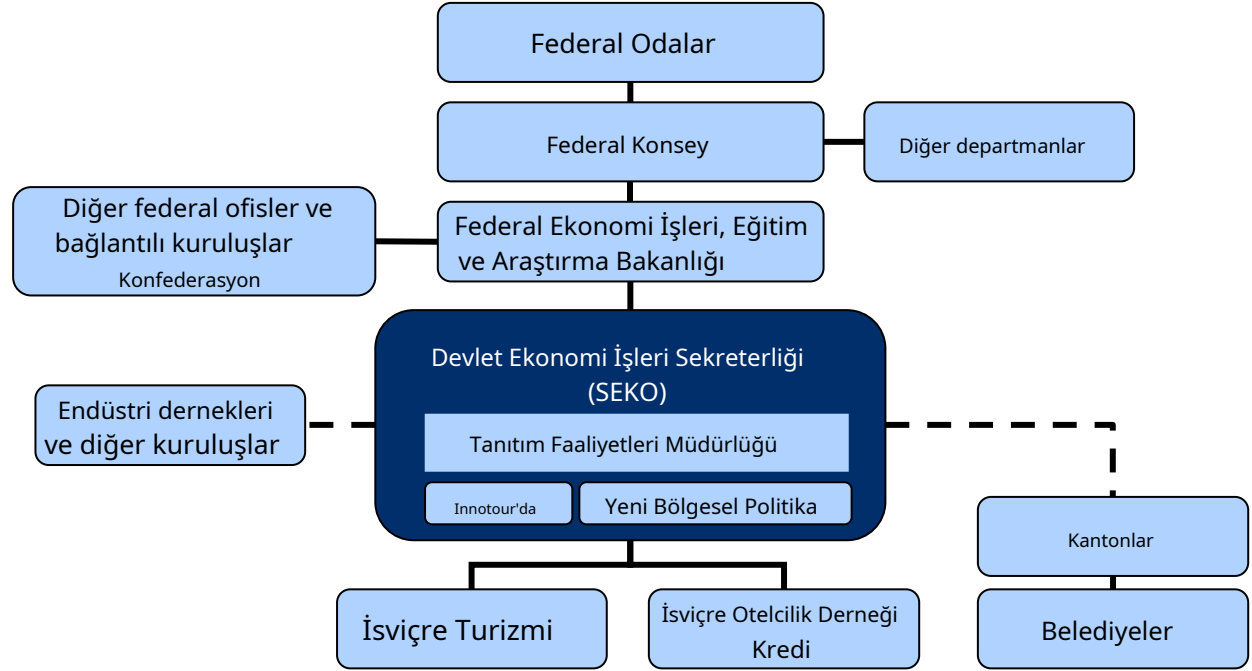 Federal Odalar
Federal Konsey
Diğer departmanlar
Diğer federal ofisler ve
bağlantılı kuruluşlar
Konfederasyon
Federal Ekonomi İşleri, Eğitim
ve Araştırma Bakanlığı
Devlet Ekonomi İşleri Sekreterliği
(SEKO)
Endüstri dernekleri
ve diğer kuruluşlar
Tanıtım Faaliyetleri Müdürlüğü
Innotour'da
Yeni Bölgesel Politika
Kantonlar
İsviçre Turizmi
İsviçre Otelcilik Derneği
Kredi
Belediyeler